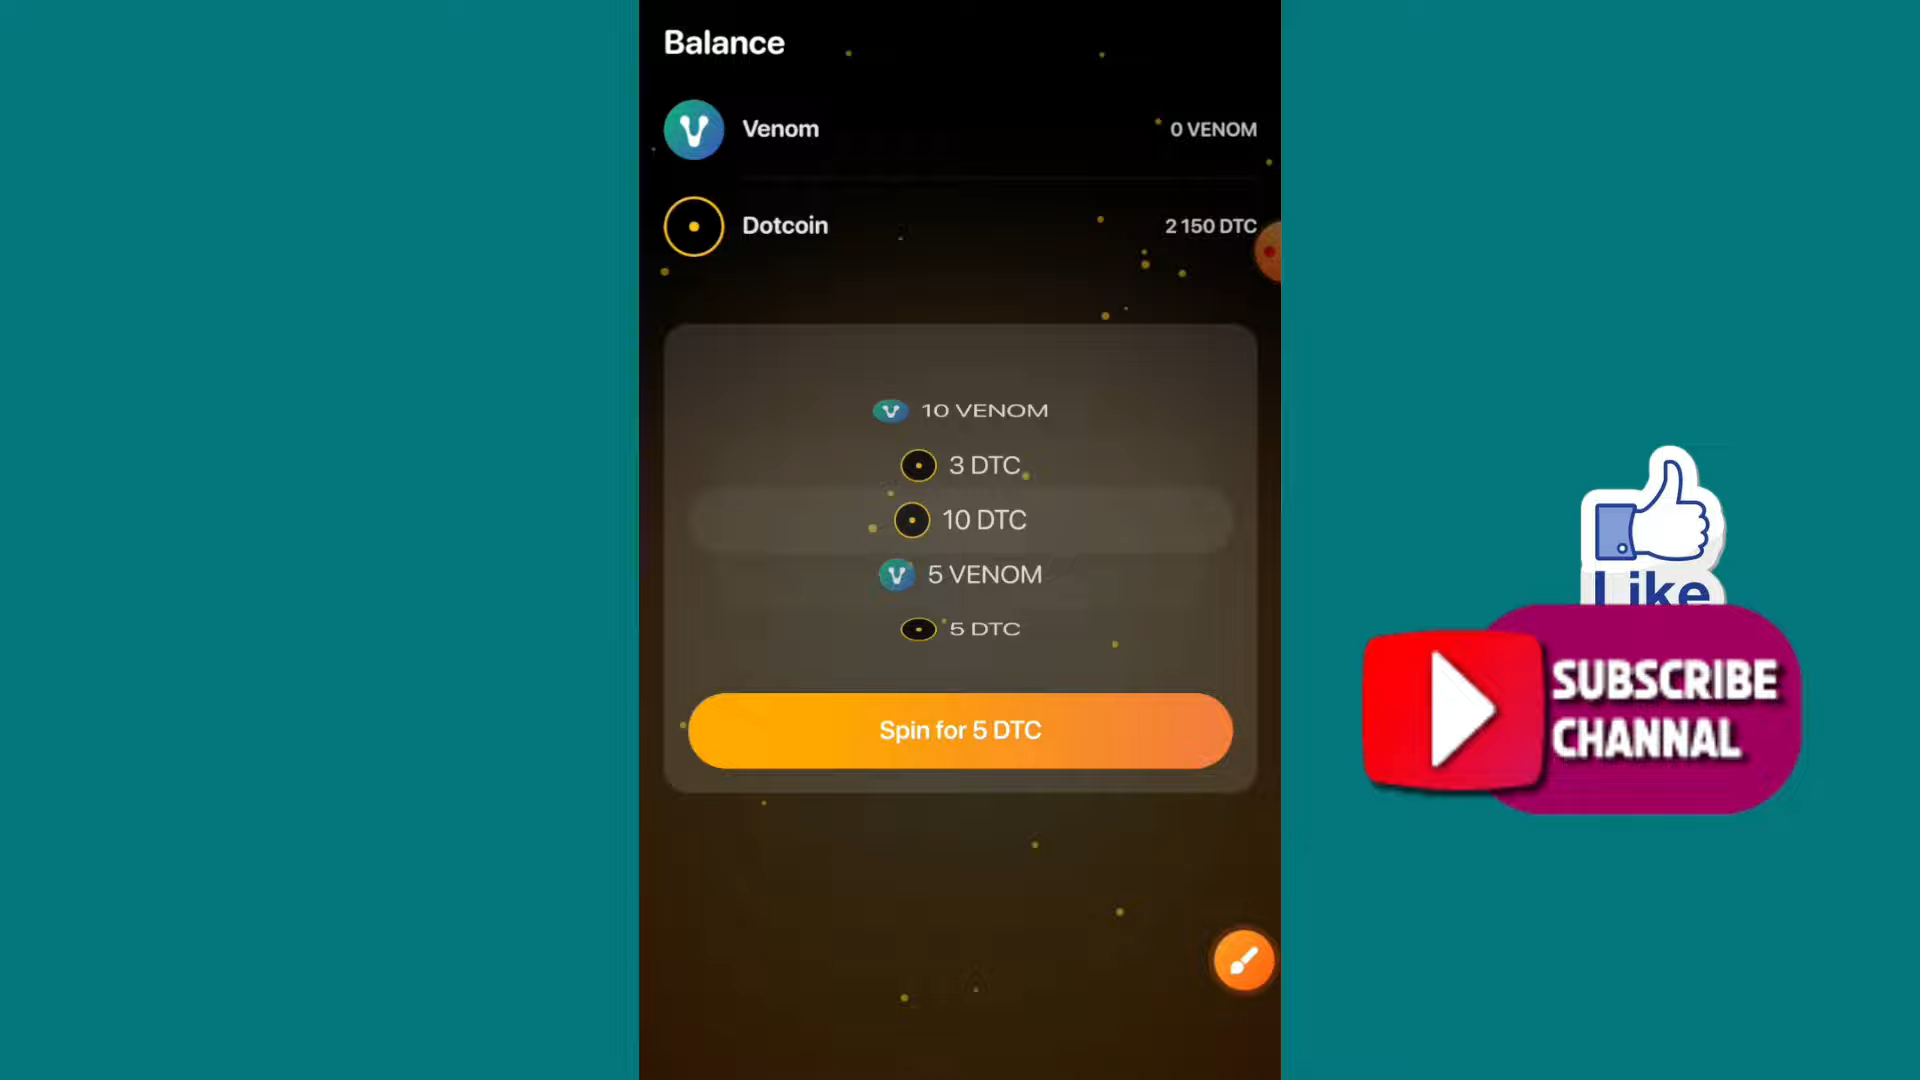 Balance
Venom
0 VENOM
Dotcoin
2 150 DTC
10 VENOM
3 DTC
10 DTC
5 VENOM
5 DTC
Spin for 5 DTC
Like
SUBSCRIBE
CHANNAL